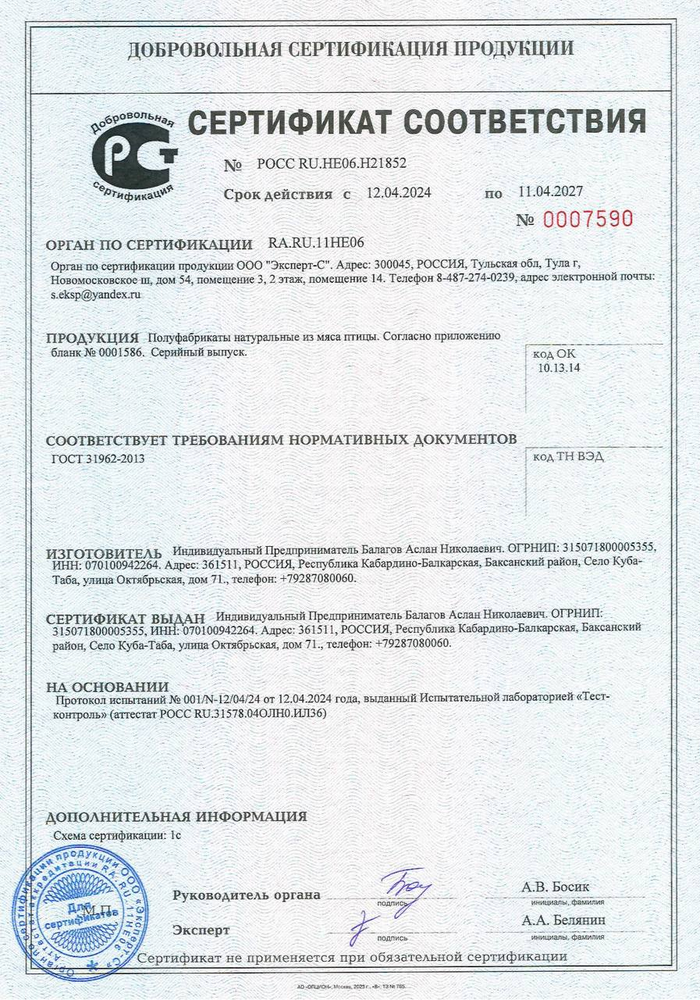 ДОБРОВОЛЬНАЯ СЕРТИФИКАЦИЯ ПРОДУКЦИИ
Добровольная
РСТ
сертификация
СЕРТИФИКАТ СООТВЕТСТВИЯ
№ РОСС RU.НЕ06.Н21852
Срок действия с 12.04.2024 по 11.04.2027
№ 0007590
ОРГАН ПО СЕРТИФИКАЦИИ RA.RU.11НЕ06
Орган по сертификации продукции ООО "Эксперт-С". Адрес: 300045, РОССИЯ, Тульская обл, Тула г,
Новомосковское ш, дом 54, помещение 3, 2 этаж, помещение 14. Телефон 8-487-274-0239, адрес электронной почты:
s.eksp@yandex.ru
ПРОДУКЦИЯ Полуфабрикаты натуральные из мяса птицы. Согласно приложению
бланк № 0001586. Серийный выпуск.
код ОК
10.13.14
СООТВЕТСТВУЕТ ТРЕБОВАНИЯМ НОРМАТИВНЫХ ДОКУМЕНТОВ
ГОСТ 31962-2013
код ТН ВЭД
ИЗГОТОВИТЕЛЬ Индивидуальный Предприниматель Балагов Аслан Николаевич. ОГРНИП: 315071800005355,
ИНН: 070100942264. Адрес: 361511, РОССИЯ, Республика Кабардино-Балкарская, Баксанский район, Село Куба-
Таба, улица Октябрьская, дом 71., телефон: +79287080060.
СЕРТИФИКАТ ВЫДАН Индивидуальный Предприниматель Балагов Аслан Николаевич. ОГРНИП:
315071800005355, ИНН: 070100942264. Адрес: 361511, РОССИЯ, Республика Кабардино-Балкарская, Баксанский
район, Село Куба-Таба, улица Октябрьская, дом 71., телефон: +79287080060.
НА ОСНОВАНИИ
Протокол испытаний № 001/N-12/04/24 от 12.04.2024 года, выданный Испытательной лабораторией «Тест-
контроль» (аттестат РОСС RU.31578.04ОЛН0.ИЛ36)
ДОПОЛНИТЕЛЬНАЯ ИНФОРМАЦИЯ
Схема сертификации: 1с
Орган по сертификации продукции ООО «Эксперт-С»
Аттестат аккредитации RA.RU.11НЕ06
Для
сертификатов
М.П.
Руководитель органа
подпись
А.В. Босик
инициалы, фамилия
Эксперт
подпись
А.А. Белянин
инициалы, фамилия
Сертификат не применяется при обязательной сертификации
АО «ОПЦИОН», Москва, 2023 г., «В». ТЗ № 765.